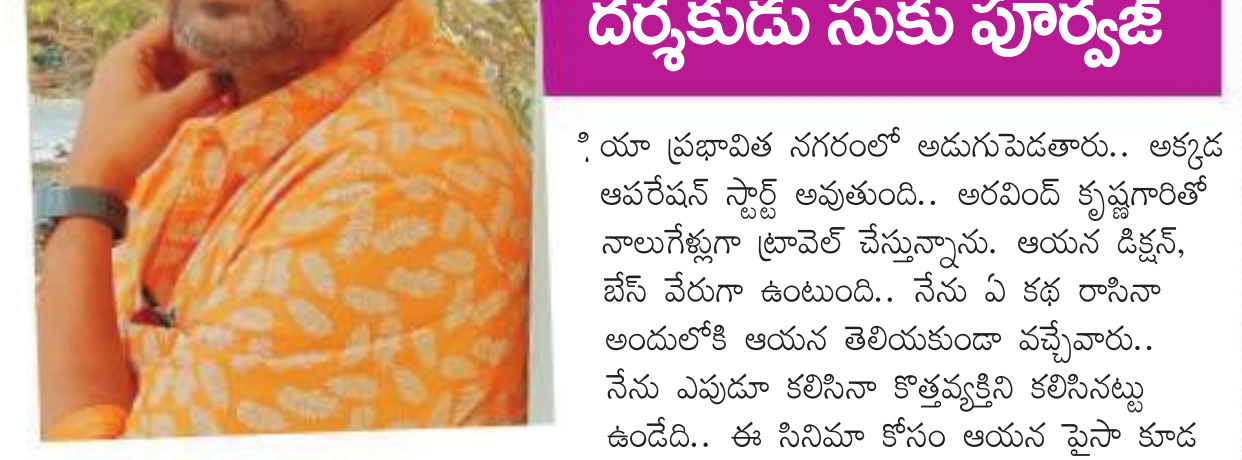 దర్శకుడు సుకు పూర్వజ్
యా ప్రభావిత నగరంలో అడుగుపెడతారు.. అక్కడ
ఆపరేషన్ స్టార్ట్ అవుతుంది.. అరవింద్ కృష్ణగారితో
నాలుగేళ్లుగా ట్రావెల్ చేస్తున్నాను. ఆయన డిక్షన్,
బేస్ వేరుగా ఉంటుంది.. నేను ఏ కథ రాసినా
అందులోకి ఆయన తెలియకుండా వచ్చేవారు..
నేను ఎపుడూ కలిసినా కొత్తవ్యక్తిని కలిసినట్టు
ఉండేది.. ఈ సినిమా కోసం ఆయన పైసా కూడ